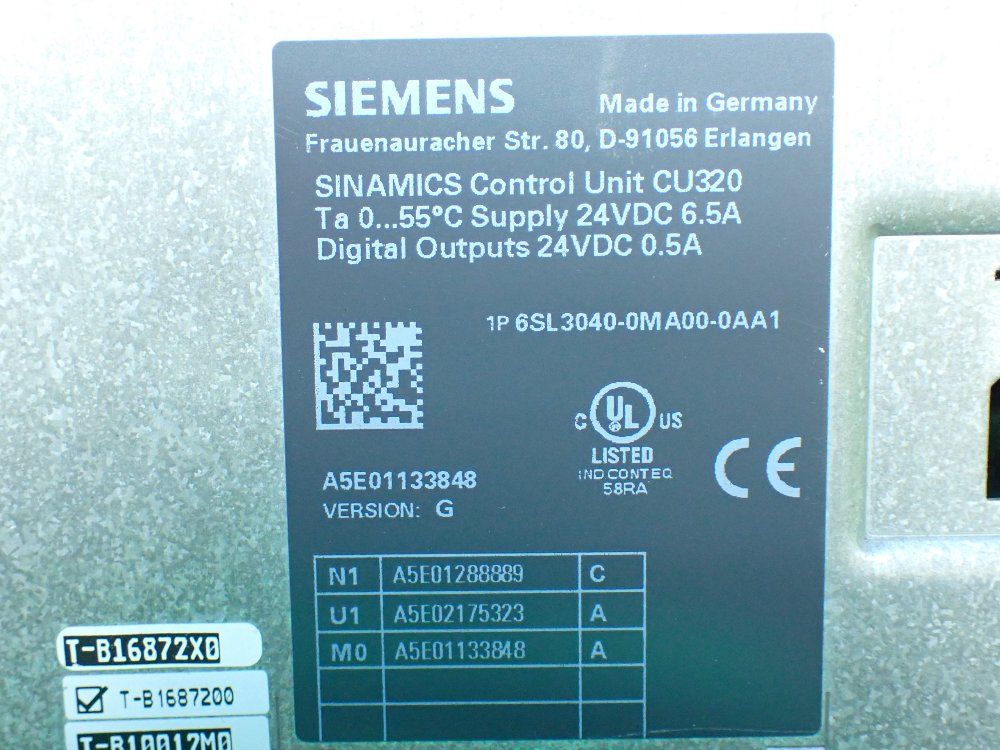 SIEMENS
Made in Germany
Frauenauracher Str. 80, D-91056 Erlangen
SINAMICS Control Unit CU320
Ta 0...55°C Supply 24VDC 6.5A
Digital Outputs 24VDC 0.5A
1P 6SL3040-0MA00-0AA1
C UL US
LISTED
IND CONT EQ
58RA
CE
A5E01133848
VERSION: G
N1 A5E01288889 C
U1 A5E02175323 A
M0 A5E01133848 A
T-B16872X0
T-B1687200
T-B10012M0